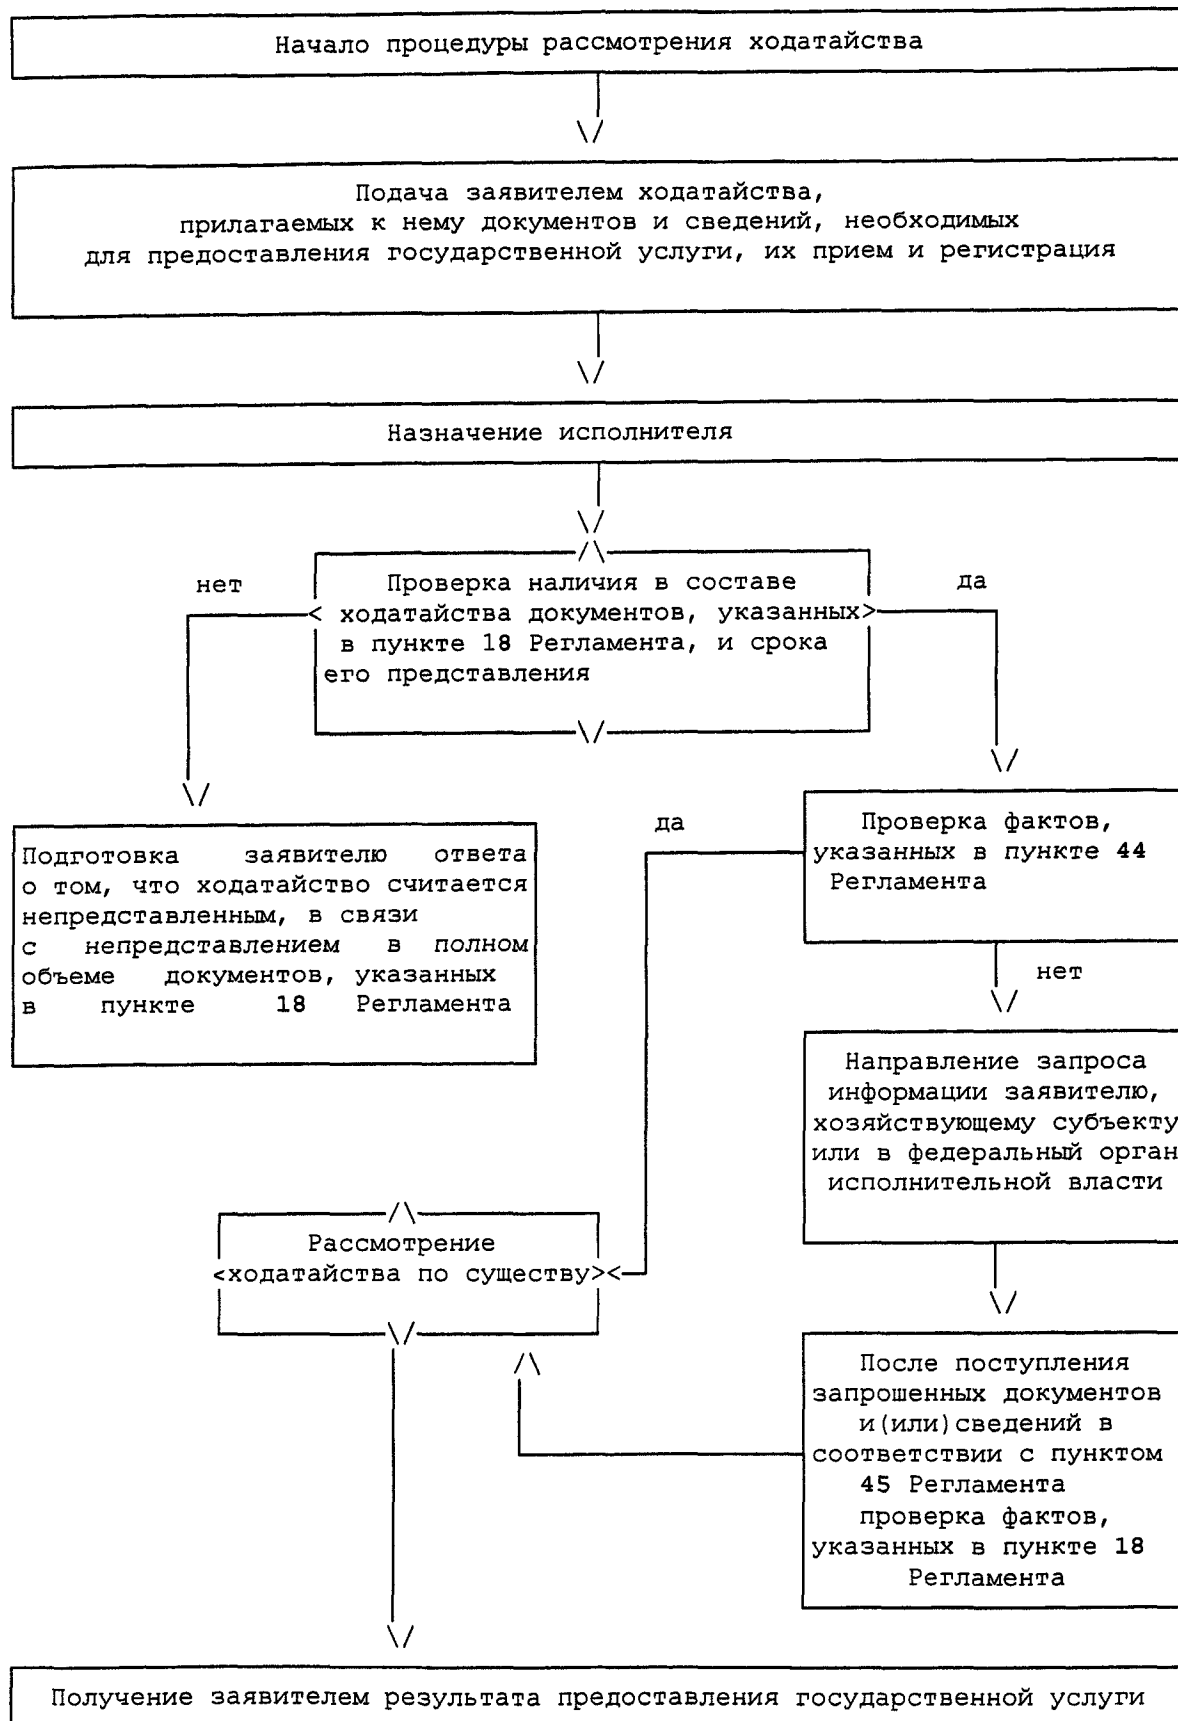 Начало процедуры рассмотрения ходатайства
Подача заявителем ходатайства,
прилагаемых к нему документов и сведений, необходимых
для предоставления государственной услуги, их прием и регистрация
Назначение исполнителя
нет
Проверка наличия в составе
ходатайства документов, указанных
в пункте 18 Регламента, и срока
его представления
да
Подготовка заявителю ответа
о том, что ходатайство считается
непредставленным, в связи
с непредставлением в полном
объеме документов, указанных
в пункте 18 Регламента
да
Проверка фактов,
указанных в пункте 44
Регламента
нет
Направление запроса
информации заявителю,
хозяйствующему субъекту
или в федеральный орган
исполнительной власти
Рассмотрение
ходатайства по существу
После поступления
запрошенных документов
и(или)сведений в
соответствии с пунктом
45 Регламента
проверка фактов,
указанных в пункте 18
Регламента
Получение заявителем результата предоставления государственной услуги